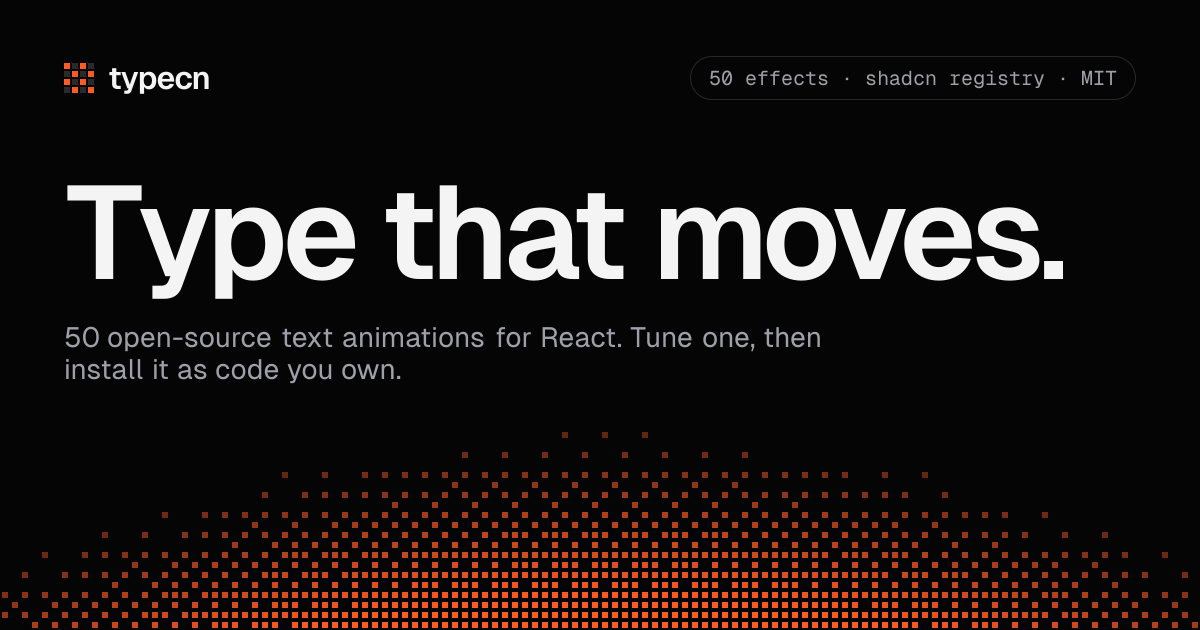 typecn
50 effects · shadcn registry · MIT
Type that moves.
50 open-source text animations for React. Tune one, then
install it as code you own.